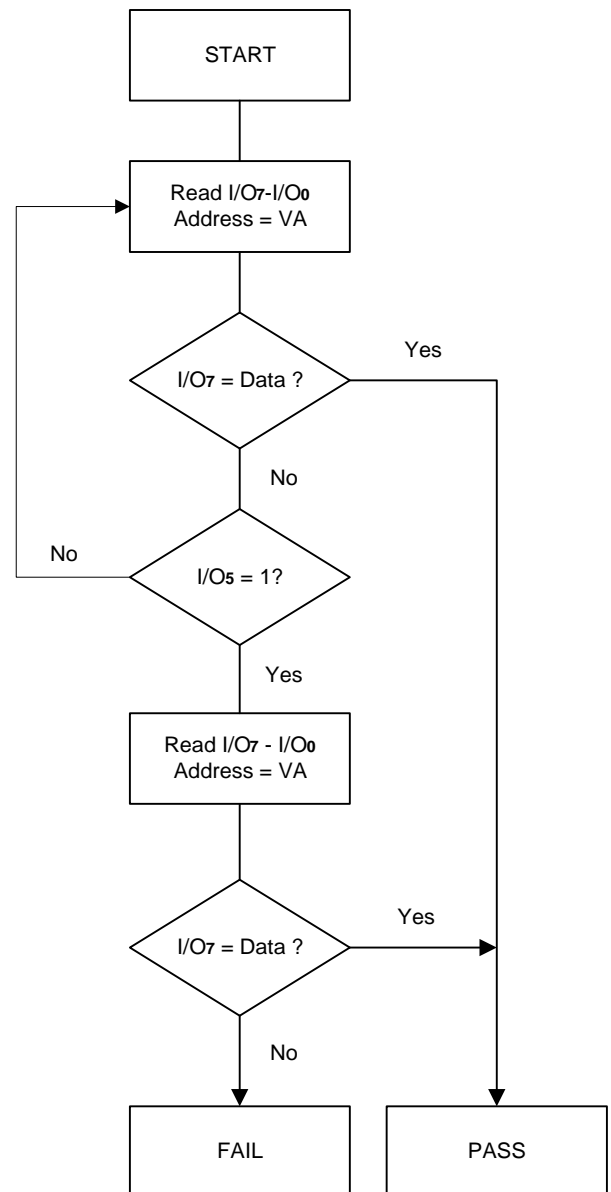 START
Read I/O7-I/O0
Address = VA
I/O7 = Data ?
Yes
No
I/O5 = 1?
No
Yes
Read I/O7 - I/O0
Address = VA
I/O7 = Data ?
Yes
No
FAIL
PASS